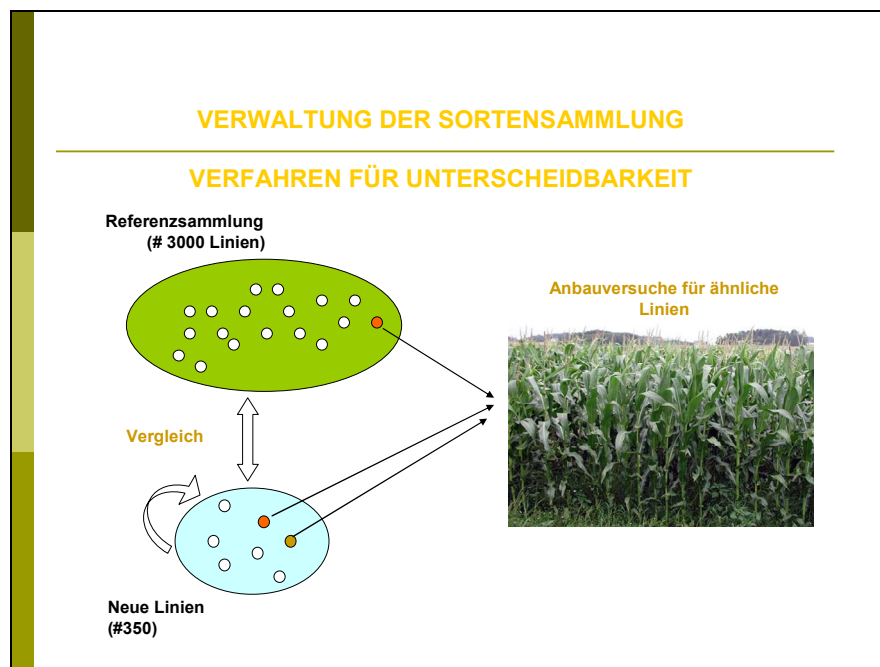 VERWALTUNG DER SORTENSAMMLUNG
VERFAHREN FÜR UNTERSCHEIDBARKEIT
Referenzsammlung
(# 3000 Linien)
Anbauversuche für ähnliche
Linien
Vergleich
Neue Linien
(#350)